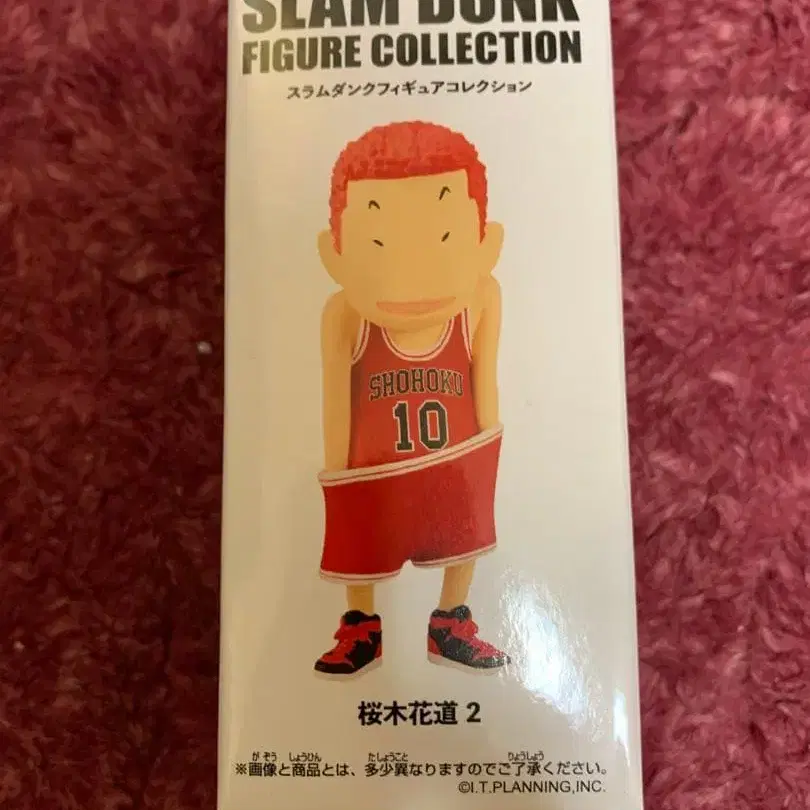 SLAM DUNK
FIGURE COLLECTION
スラムダンクフィギュアコレクション
SHOHOKU
10
桜木花道 2
がぞう しょうひん たしょうこと りょうしょう
※画像と商品とは、多少異なりますのでご了承ください。
©I.T.PLANNING,INC.